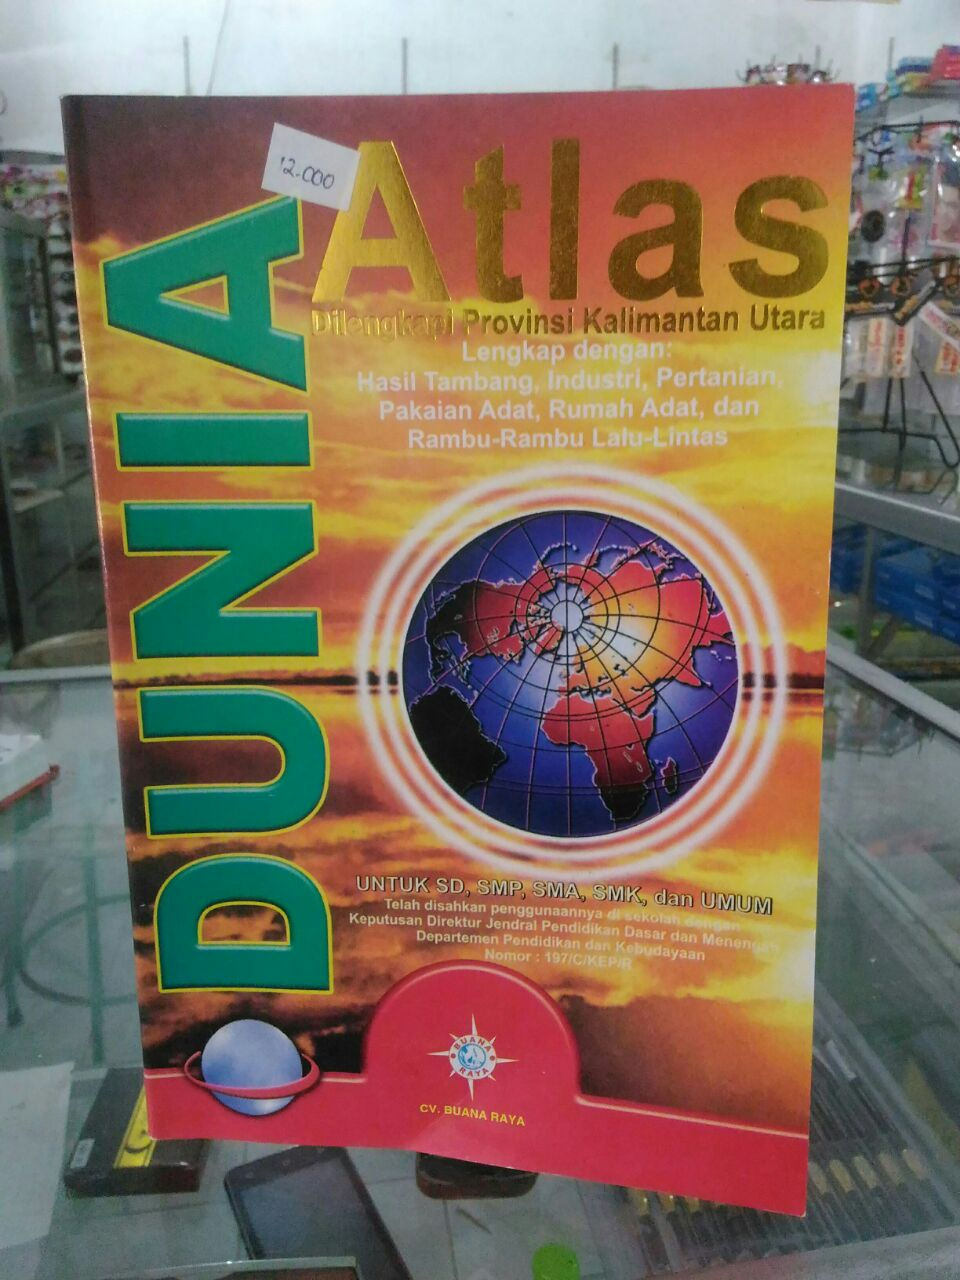 12.000
Atlas
DUNIA
Dilengkapi Provinsi Kalimantan Utara
Lengkap dengan:
Hasil Tambang, Industri, Pertanian,
Pakaian Adat, Rumah Adat, dan
Rambu-Rambu Lalu-Lintas
UNTUK SD, SMP, SMA, SMK, dan UMUM
Telah disahkan penggunaannya di sekolah dengan
Keputusan Direktur Jendral Pendidikan Dasar dan Menengah
Departemen Pendidikan dan Kebudayaan
Nomor : 197/C/KEP/R
BUANA
RAYA
CV. BUANA RAYA